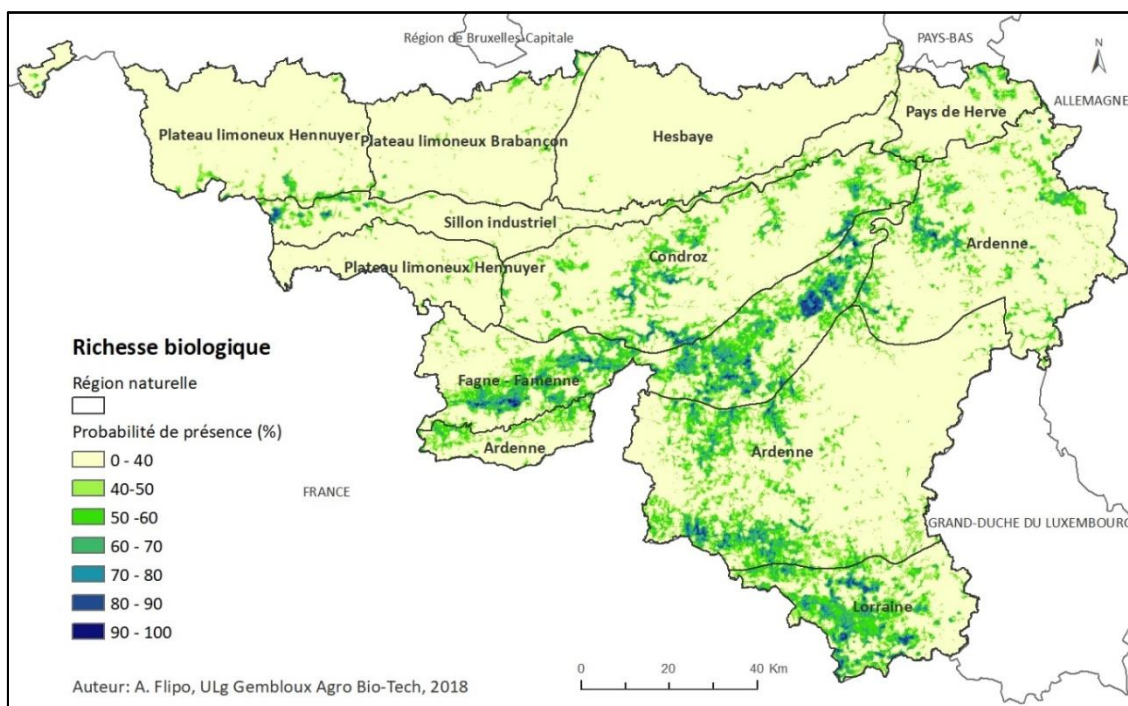 Région de Bruxelles-Capitale
PAYS-BAS
N
ALLEMAGNE
Pays de Herve
Plateau limoneux Hennuyer
Plateau limoneux Brabançon
Hesbaye
Sillon industriel
Ardenne
Condroz
Plateau limoneux Hennuyer
Richesse biologique
Région naturelle
Probabilité de présence (%)
0 - 40
40-50
50 -60
60 - 70
70 - 80
80 - 90
90 - 100
Fagne - Famenne
Ardenne
Ardenne
FRANCE
GRAND-DUCHE DU LUXEMBOURG
Lorraine
0 20 40 Km
Auteur: A. Flipo, ULg Gembloux Agro Bio-Tech, 2018